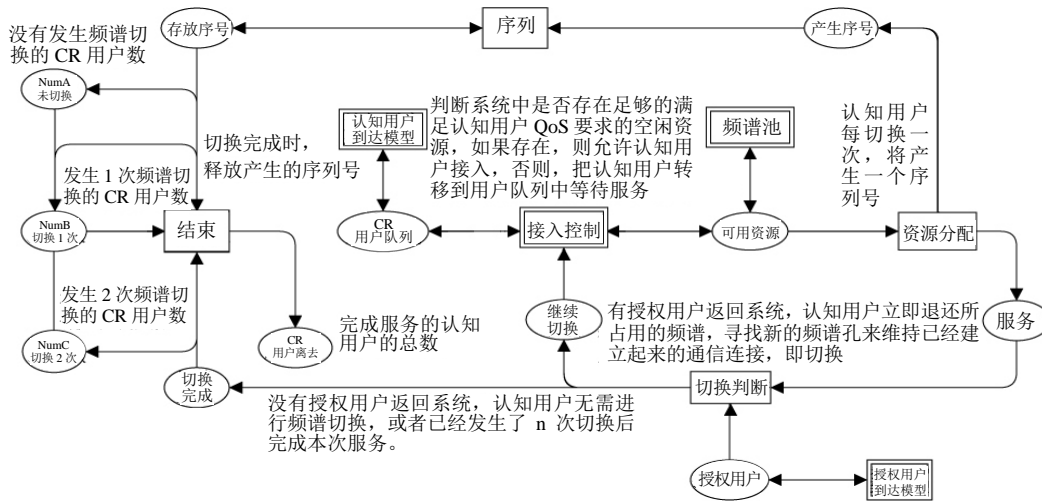 没有发生频谱切
换的 CR 用户数
存放序号
序列
产生序号
NumA
未切换
认知用户
到达模型
判断系统中是否存在足够的满
足认知用户 QoS 要求的空闲资
源，如果存在，则允许认知用
户接入，否则，把认知用户转
移到用户队列中等待服务
频谱池
认知用户
每切换一
次，将产
生一个序
列号
切换完成时，
释放产生的序列号
发生 1 次频谱切
换的 CR 用户数
NumB
切换 1 次
结束
CR
用户队列
接入控制
可用资源
资源分配
发生 2 次频谱切
换的 CR 用户数
NumC
切换 2 次
CR
用户离去
完成服务的认知
用户的总数
继续
切换
有授权用户返回系统，认知用户立即退还所
占用的频谱，寻找新的频谱孔来维持已经建
立起来的通信连接，即切换
服务
切换
完成
切换判断
没有授权用户返回系统，认知用户无需进
行频谱切换，或者已经发生了 n 次切换后
完成本次服务。
授权用户
授权用户
到达模型